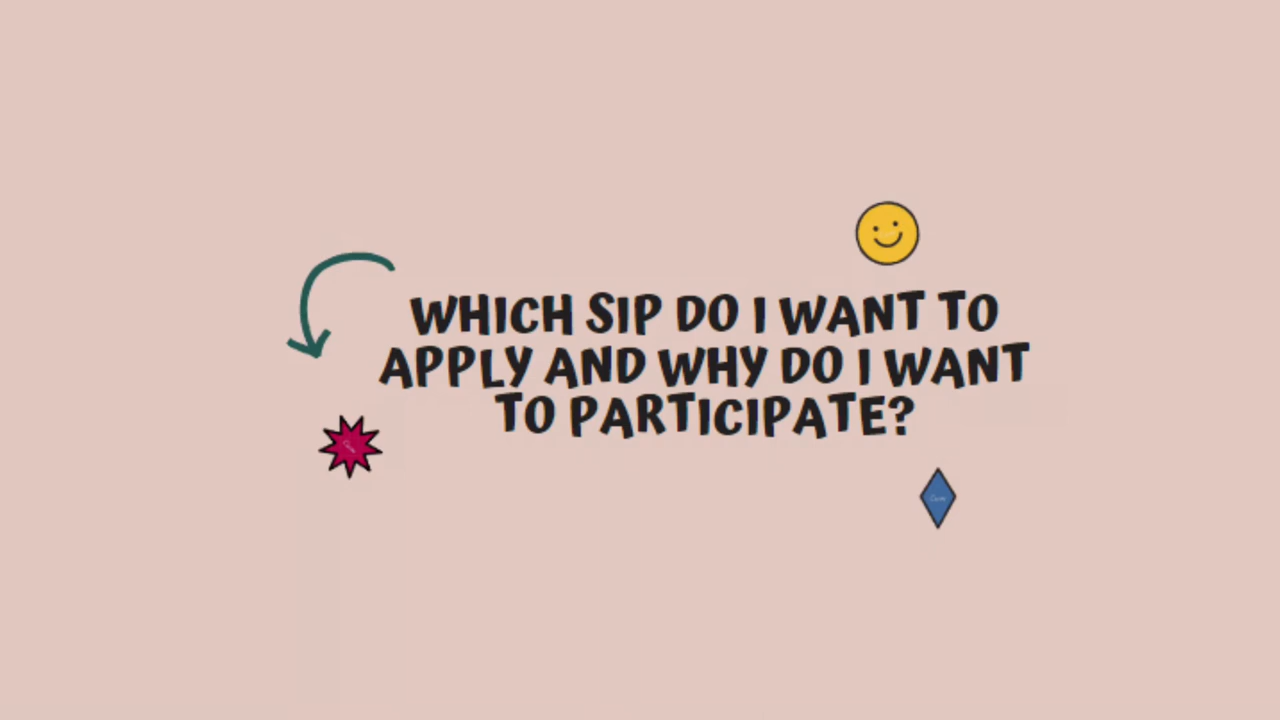 WHICH SIP DO I WANT TO
APPLY AND WHY DO I WANT
TO PARTICIPATE?